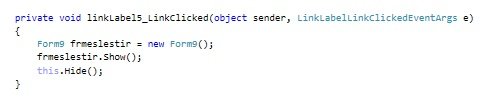 private void linkLabel5_LinkClicked(object sender, LinkLabelLinkClickedEventArgs e)
{
    Form9 frmeslestir = new Form9();
    frmeslestir.Show();
    this.Hide();
}